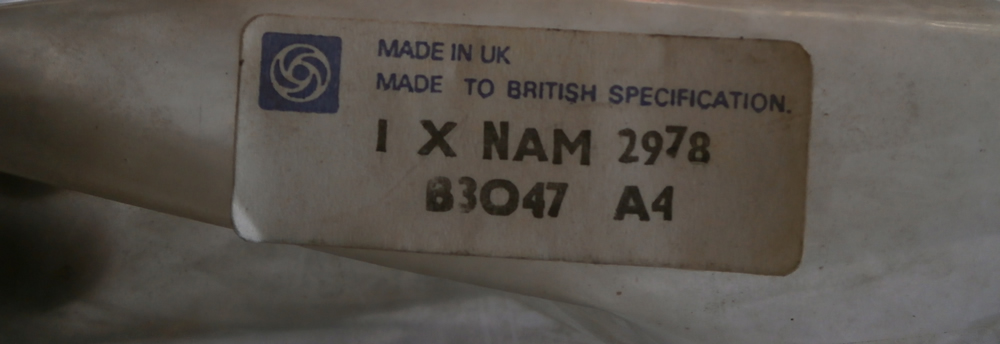 MADE IN UK
MADE TO BRITISH SPECIFICATION.
1 X NAM 2978
B3047 A4